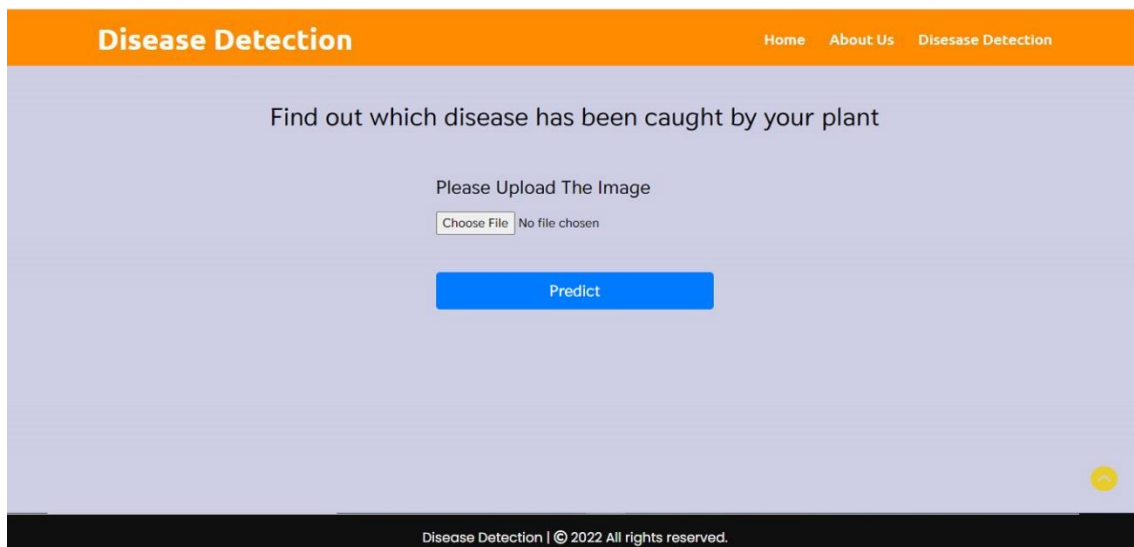 Disease Detection
Home About Us Disesase Detection
Find out which disease has been caught by your plant
Please Upload The Image
Choose File No file chosen
Predict
Disease Detection | © 2022 All rights reserved.